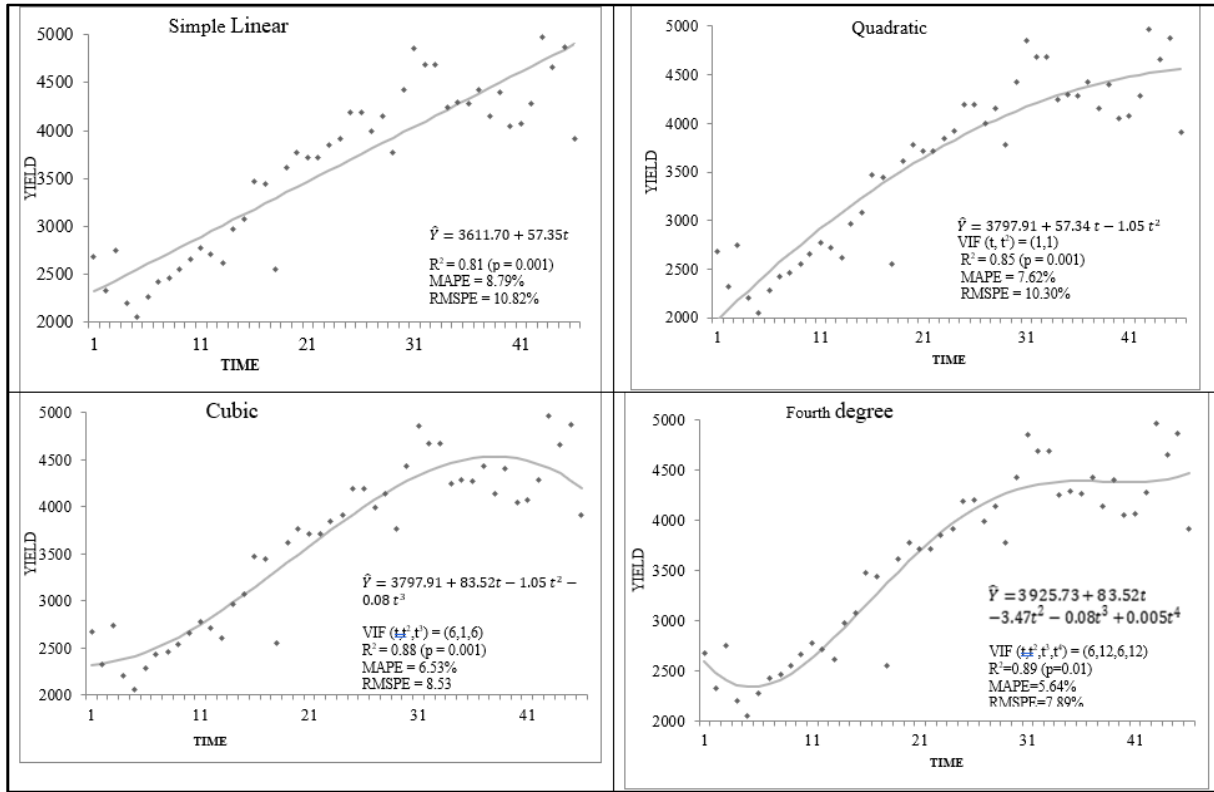 Simple Linear
5000
4500
4000
3500
3000
2500
2000
YIELD
Ŷ = 3611.70 + 57.35t
R² = 0.81 (p = 0.001)
MAPE = 8.79%
RMSPE = 10.82%
1 11 21 31 41
TIME
Quadratic
5000
4500
4000
3500
3000
2500
2000
YIELD
Ŷ = 3797.91 + 57.34 t − 1.05 t²
VIF (t, t²) = (1,1)
R² = 0.85 (p = 0.001)
MAPE = 7.62%
RMSPE = 10.30%
1 11 21 31 41
TIME
Cubic
5000
4500
4000
3500
3000
2500
2000
YIELD
Ŷ = 3797.91 + 83.52t − 1.05 t² −
0.08 t³
VIF (t,t²,t³) = (6,1,6)
R² = 0.88 (p = 0.001)
MAPE = 6.53%
RMSPE = 8.53
1 11 21 31 41
TIME
Fourth degree
5000
4500
4000
3500
3000
2500
2000
YIELD
Ŷ = 3925.73 + 83.52t
−3.47t² − 0.08t³ + 0.005t⁴
VIF (t,t²,t³,t⁴) = (6,12,6,12)
R²=0.89 (p=0.01)
MAPE=5.64%
RMSPE=7.89%
1 11 21 31 41
TIME